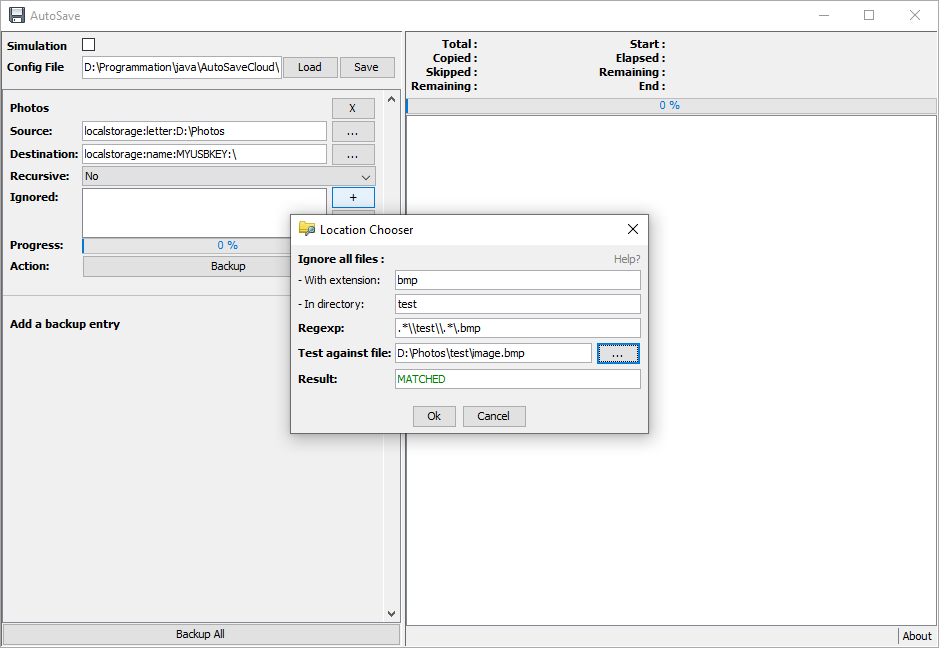 AutoSave
Simulation
Config File D:\Programmation\java\AutoSaveCloud\ Load Save
Photos X
Source: localstorage:letter:D:\Photos ...
Destination: localstorage:name:MYUSBKEY:\ ...
Recursive: No
Ignored: +
Progress: 0 %
Action: Backup
Add a backup entry
Backup All
Total : Start :
Copied : Elapsed :
Skipped : Remaining :
Remaining : End :
0 %
Location Chooser
Ignore all files : Help?
- With extension: bmp
- In directory: test
Regexp: .*\\test\\.*\.bmp
Test against file: D:\Photos\test\image.bmp ...
Result: MATCHED
Ok Cancel
About